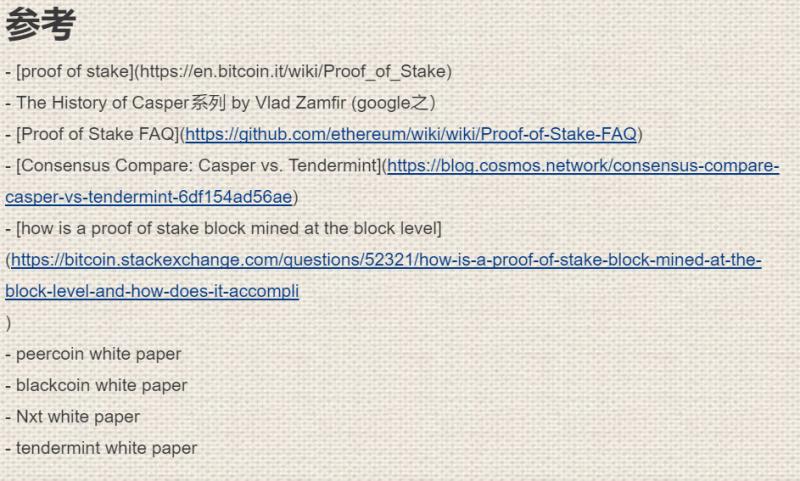 参考
- [proof of stake](https://en.bitcoin.it/wiki/Proof_of_Stake)
- The History of Casper系列 by Vlad Zamfir (google之)
- [Proof of Stake FAQ](https://github.com/ethereum/wiki/wiki/Proof-of-Stake-FAQ)
- [Consensus Compare: Casper vs. Tendermint](https://blog.cosmos.network/consensus-compare-
casper-vs-tendermint-6df154ad56ae)
- [how is a proof of stake block mined at the block level]
(https://bitcoin.stackexchange.com/questions/52321/how-is-a-proof-of-stake-block-mined-at-the-
block-level-and-how-does-it-accompli
)
- peercoin white paper
- blackcoin white paper
- Nxt white paper
- tendermint white paper